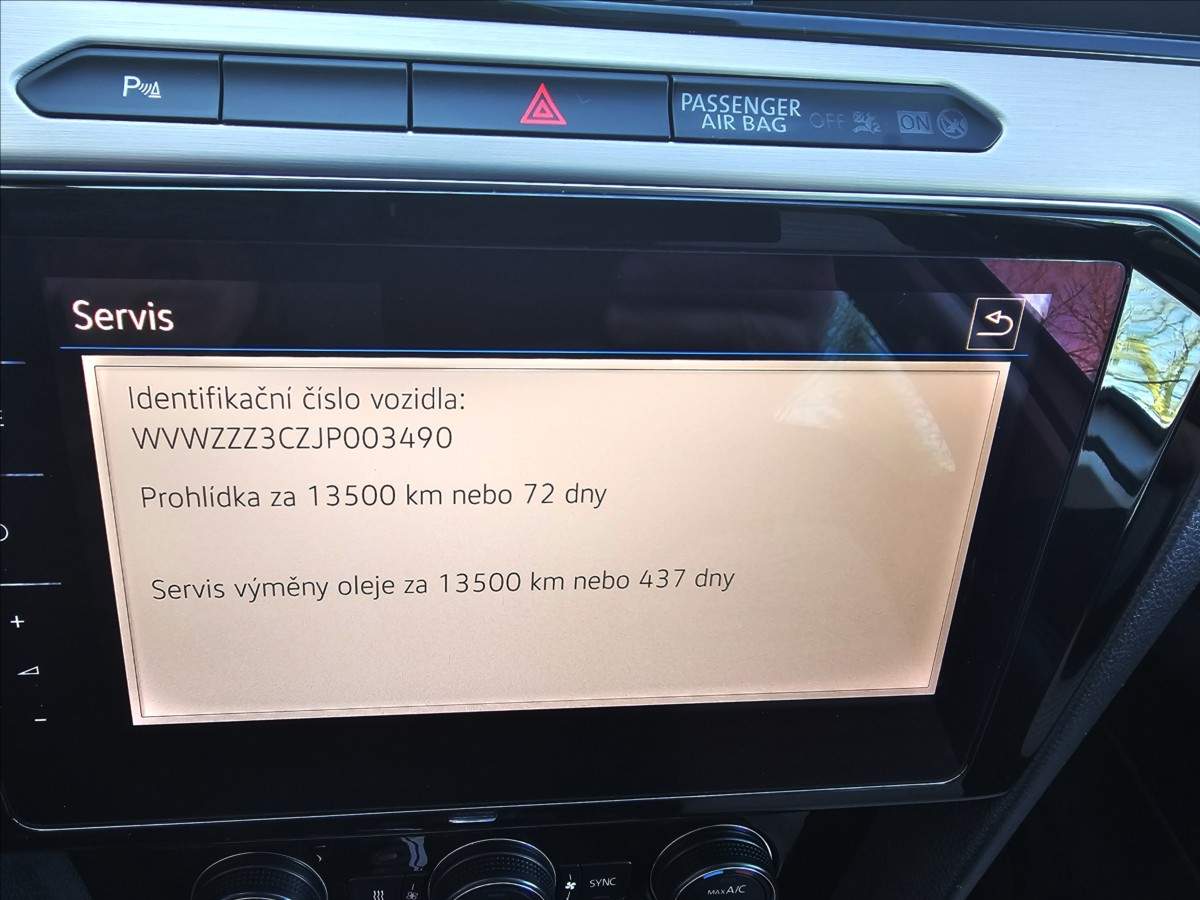 P
PASSENGER
AIR BAG OFF ON
Servis
Identifikační číslo vozidla:
WVWZZZ3CZJP003490
Prohlídka za 13500 km nebo 72 dny
Servis výměny oleje za 13500 km nebo 437 dny
+
-
SYNC
MAX A/C